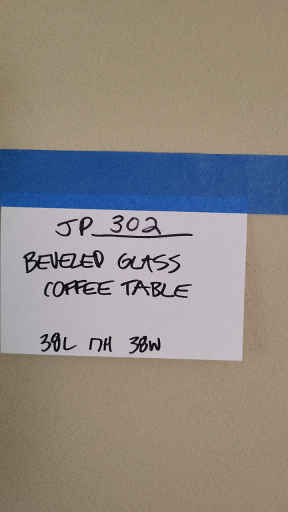 JP 302
BEVELED GLASS
COFFEE TABLE
38L 17H 38W